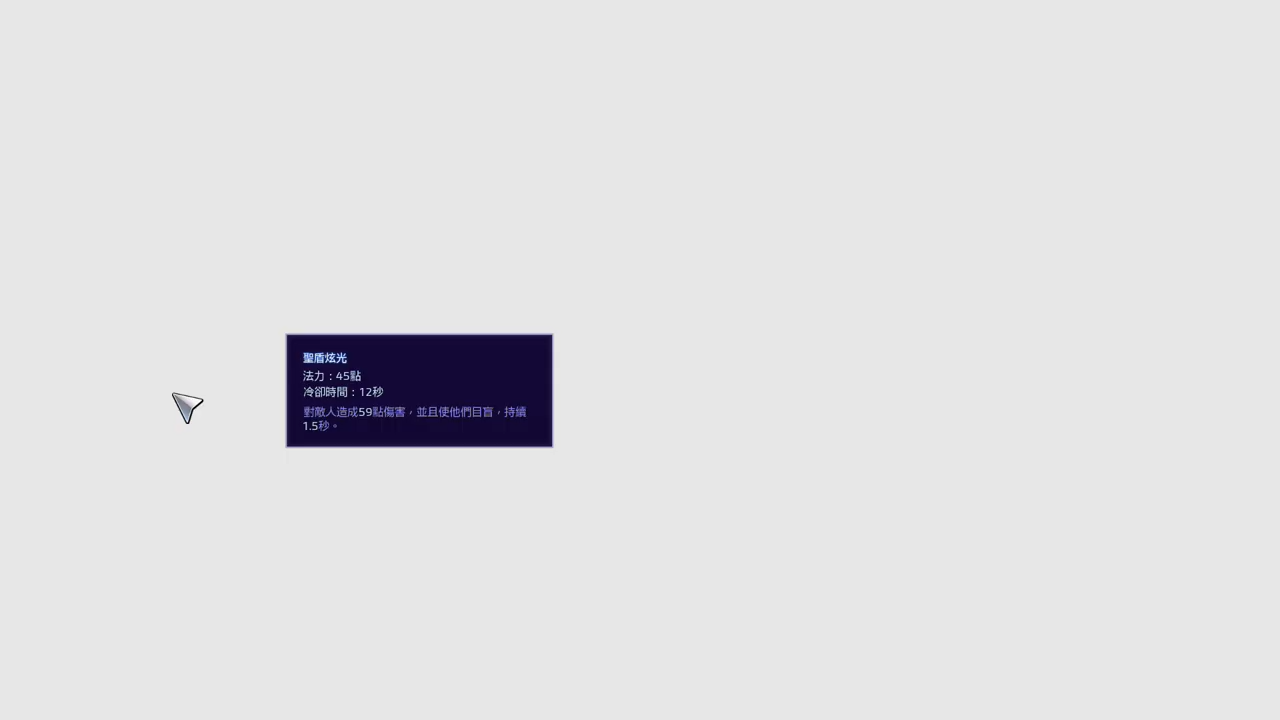 聖盾炫光
法力：45點
冷卻時間：12秒
對敵人造成59點傷害，並且使他們目盲，持續
1.5秒。